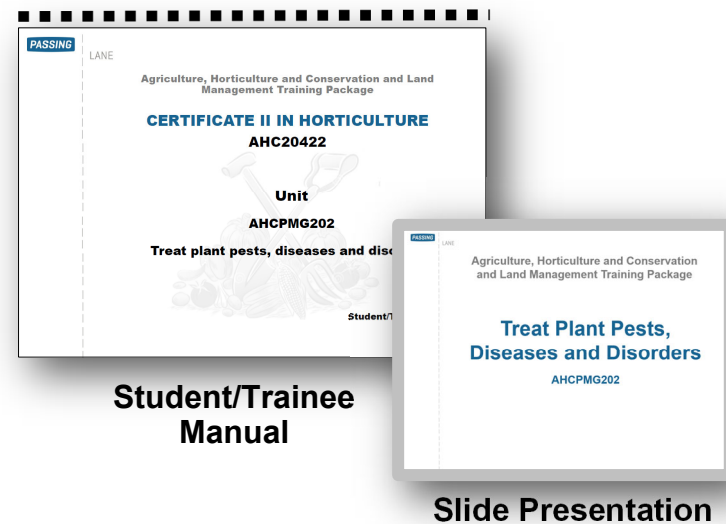 PASSING
LANE
Agriculture, Horticulture and Conservation and Land
Management Training Package
CERTIFICATE II IN HORTICULTURE
AHC20422
Unit
AHCPMG202
Treat plant pests, diseases and
Student/
Student/Trainee
Manual
PASSING
LANE
Agriculture, Horticulture and Conservation
and Land Management Training Package
Treat Plant Pests,
Diseases and Disorders
AHCPMG202
Slide Presentation